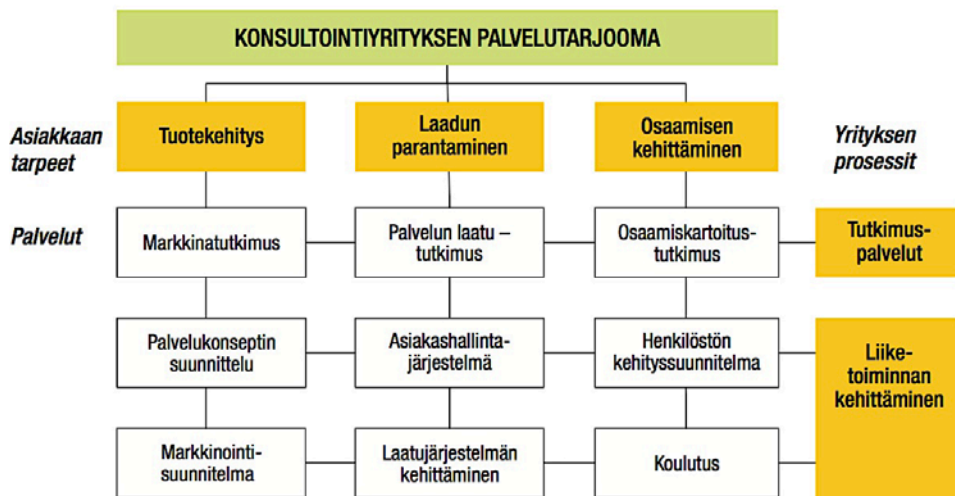 KONSULTOINTIYRITYKSEN PALVELUTARJOOMA
Asiakkaan
tarpeet
Tuotekehitys
Laadun
parantaminen
Osaamisen
kehittäminen
Yrityksen
prosessit
Palvelut
Markkinatutkimus
Palvelun laatu –
tutkimus
Osaamiskartoitus-
tutkimus
Tutkimus-
palvelut
Palvelukonseptin
suunnittelu
Asiakashallinta-
järjestelmä
Henkilöstön
kehityssuunnitelma
Liike-
toiminnan
kehittäminen
Markkinointi-
suunnitelma
Laatujärjestelmän
kehittäminen
Koulutus